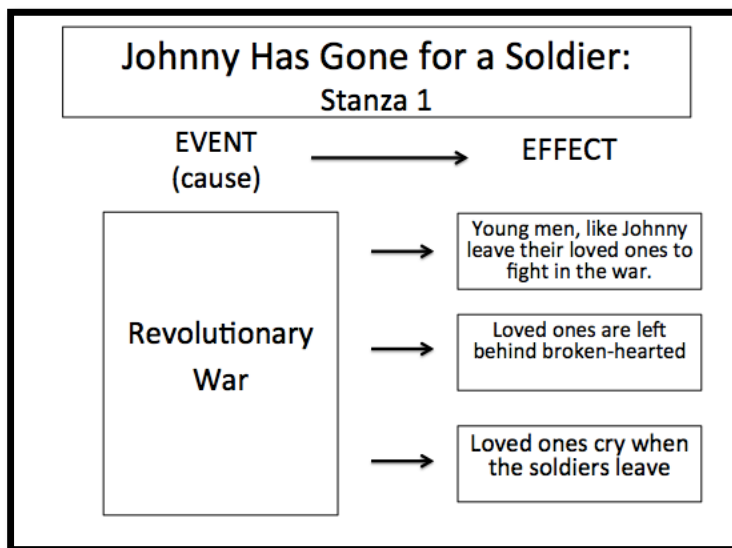 Johnny Has Gone for a Soldier:
Stanza 1
EVENT
(cause)
EFFECT
Revolutionary
War
Young men, like Johnny
leave their loved ones to
fight in the war.
Loved ones are left
behind broken-hearted
Loved ones cry when
the soldiers leave